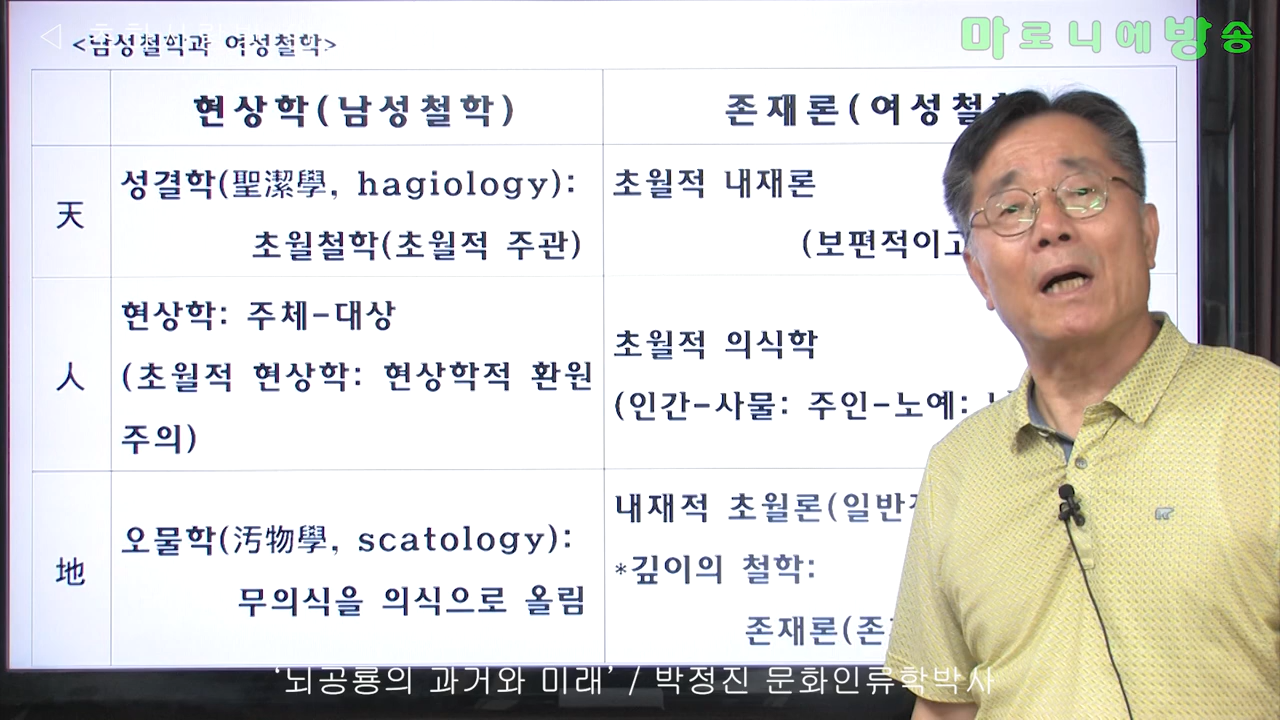 <남성철학과 여성철학>
마로니에방송
현상학(남성철학)
존재론(여성철
天
성결학(聖潔學, hagiology):
초월철학(초월적 주관)
초월적 내재론
(보편적이고
人
현상학: 주체-대상
(초월적 현상학: 현상학적 환원
주의)
초월적 의식학
(인간-사물: 주인-노예:
地
오물학(汚物學, scatology):
무의식을 의식으로 올림
내재적 초월론(일반
*깊이의 철학:
존재론(존
‘뇌공룡의 과거와 미래’ / 박정진 문화인류학박사